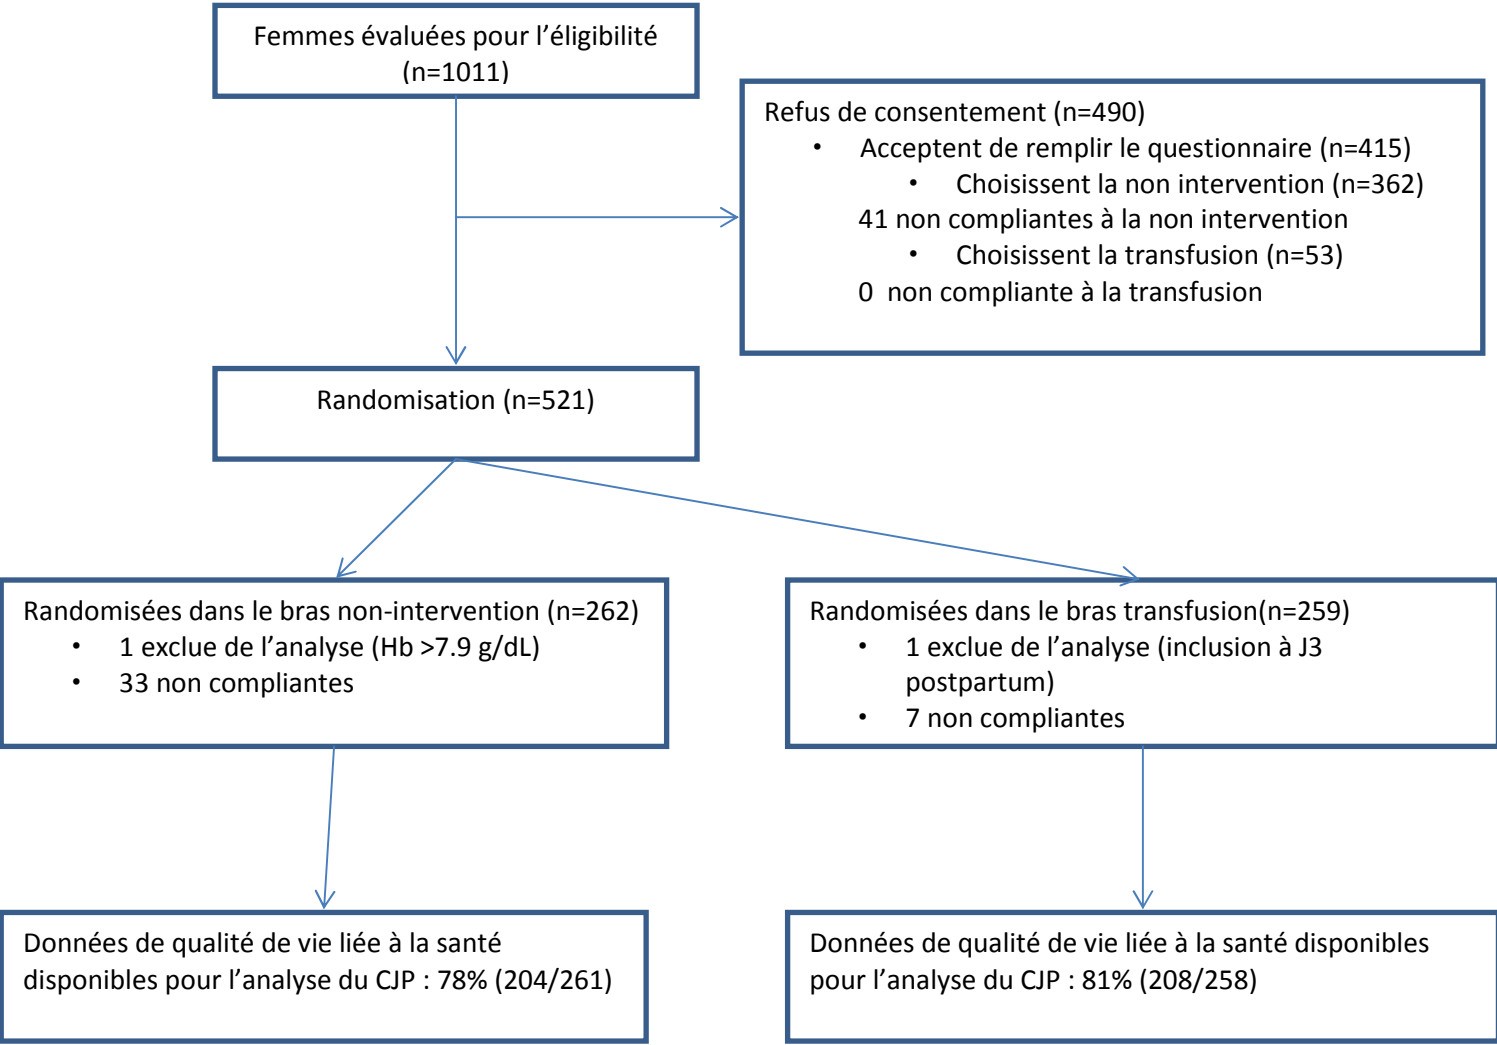 Femmes évaluées pour l’éligibilité
(n=1011)
Refus de consentement (n=490)
• Acceptent de remplir le questionnaire (n=415)
• Choisissent la non intervention (n=362)
41 non compliantes à la non intervention
• Choisissent la transfusion (n=53)
0 non compliante à la transfusion
Randomisation (n=521)
Randomisées dans le bras non-intervention (n=262)
• 1 exclue de l’analyse (Hb >7.9 g/dL)
• 33 non compliantes
Randomisées dans le bras transfusion(n=259)
• 1 exclue de l’analyse (inclusion à J3
postpartum)
• 7 non compliantes
Données de qualité de vie liée à la santé
disponibles pour l’analyse du CJP : 78% (204/261)
Données de qualité de vie liée à la santé disponibles
pour l’analyse du CJP : 81% (208/258)